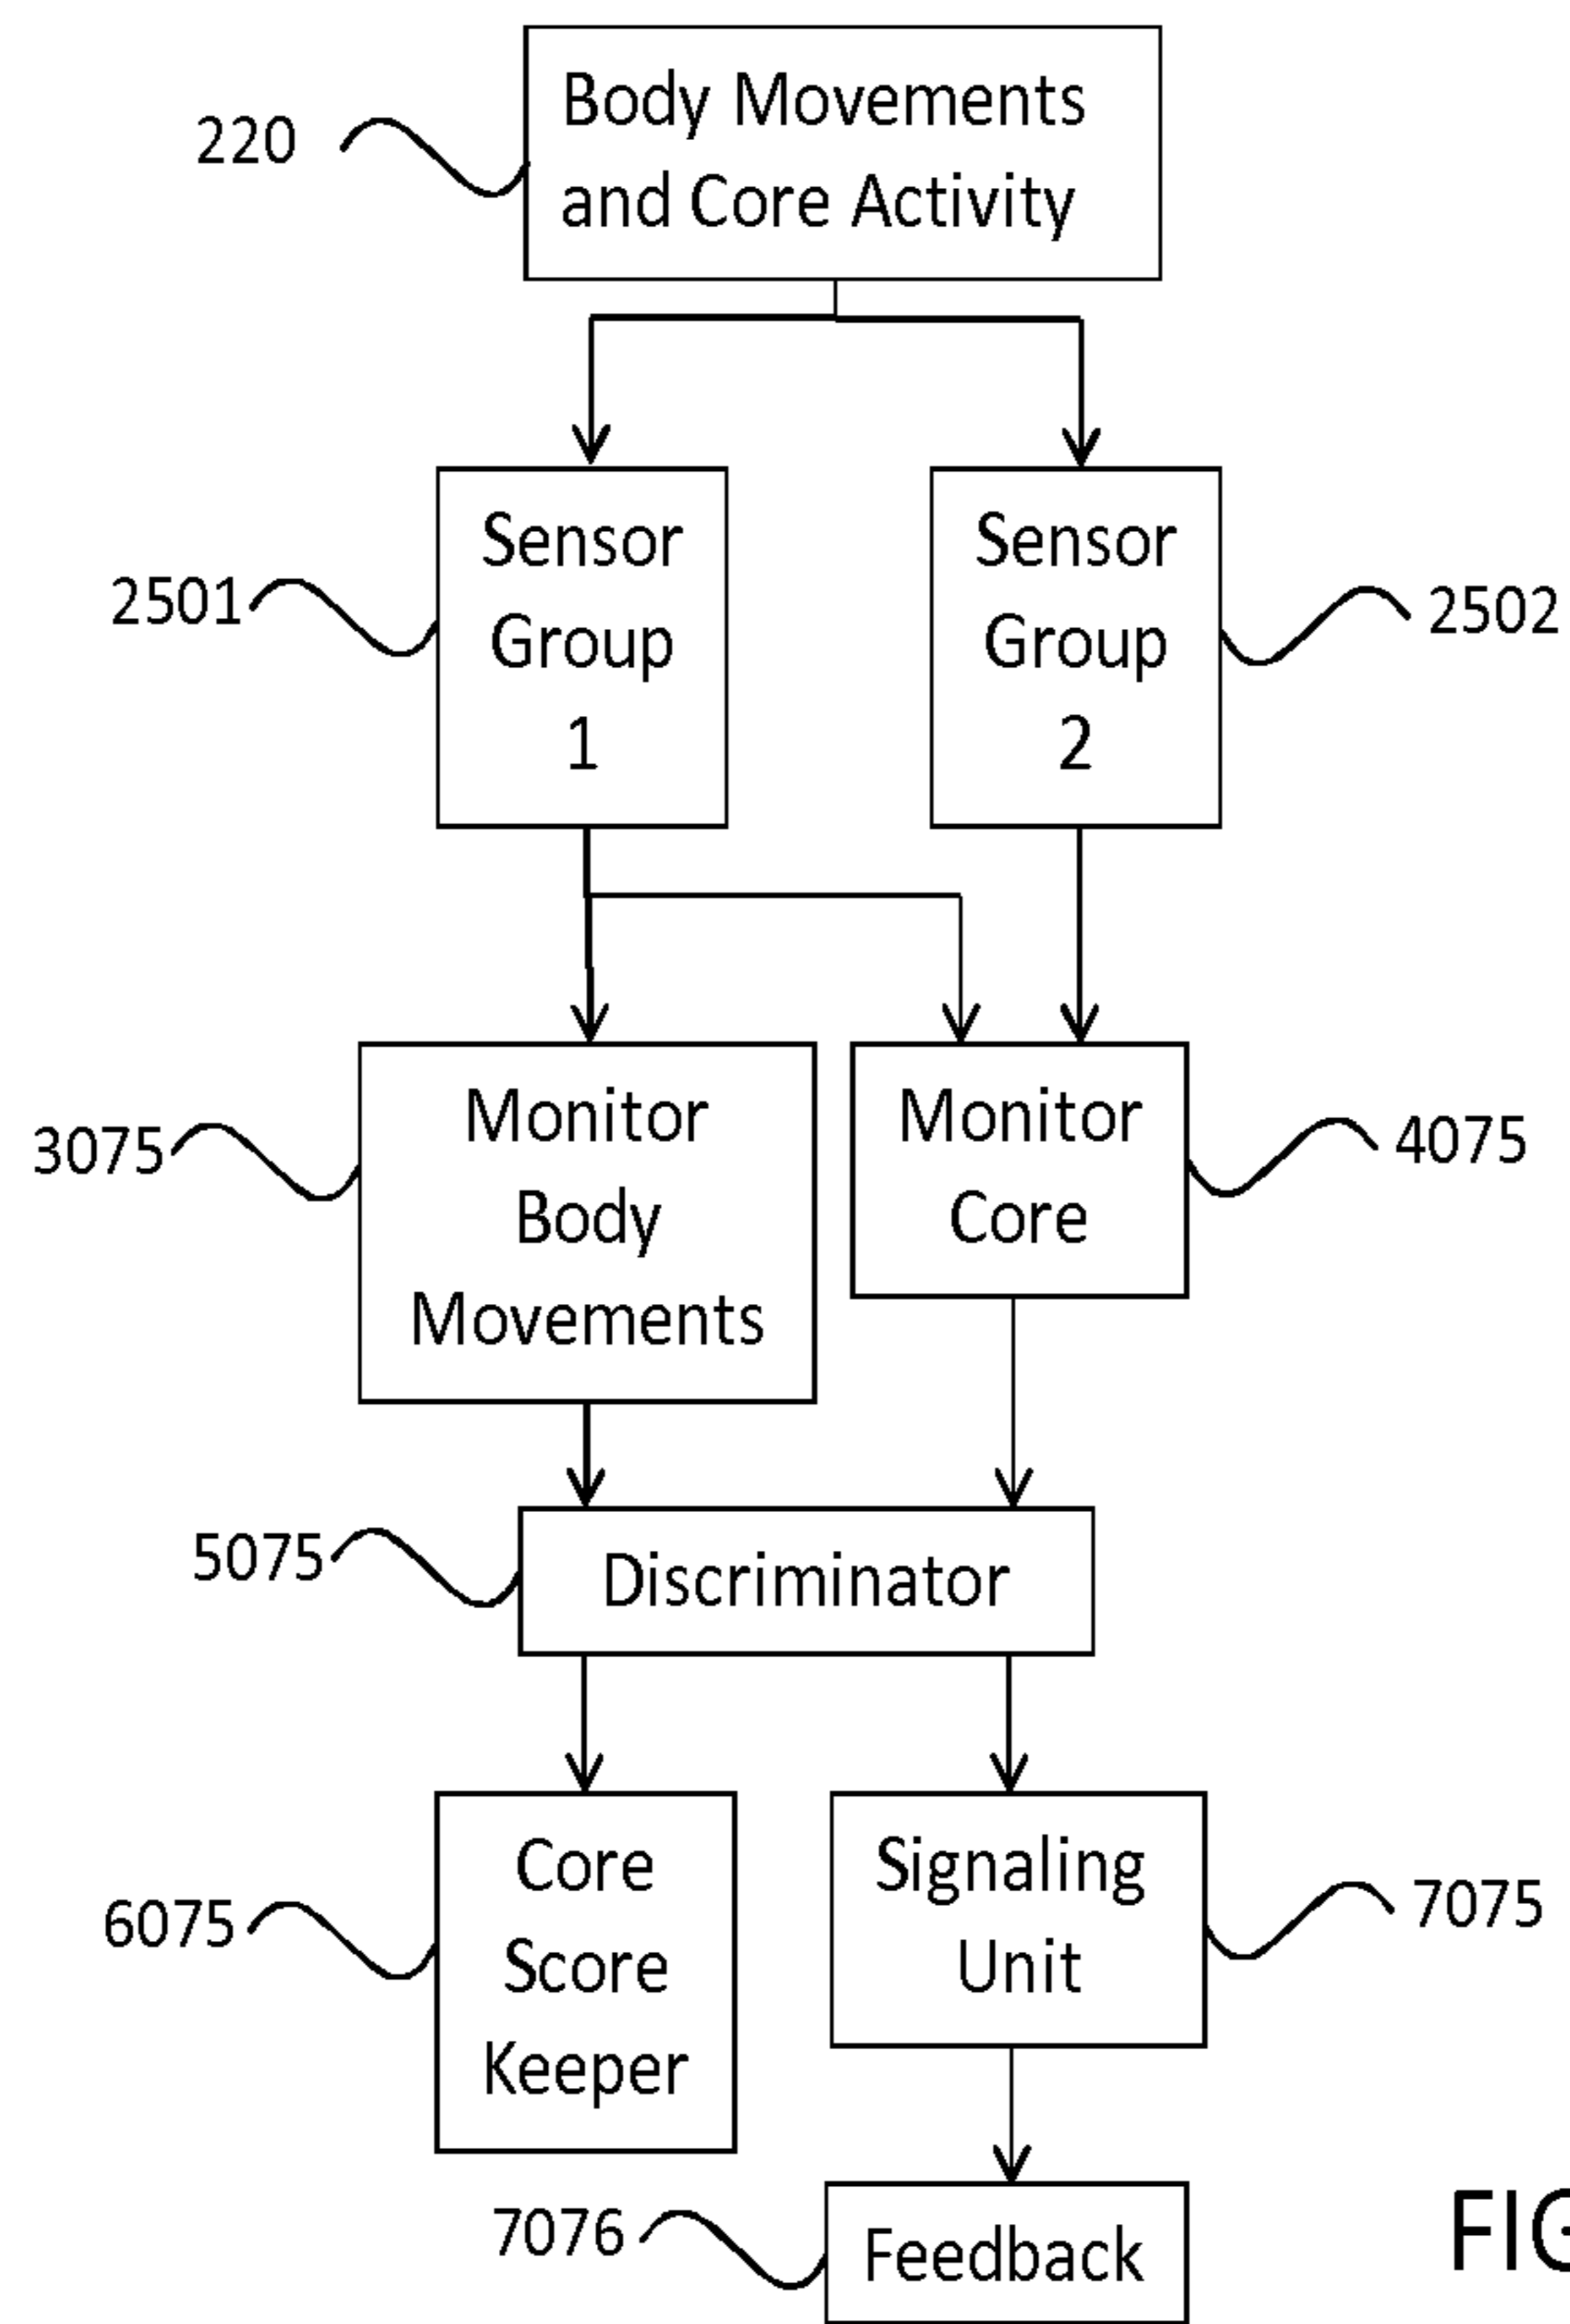 Body Movements
and Core Activity
220
Sensor
Group
1
2501
Sensor
Group
2
2502
Monitor
Body
Movements
3075
Monitor
Core
4075
Discriminator
5075
Core
Score
Keeper
6075
Signaling
Unit
7075
Feedback
7076